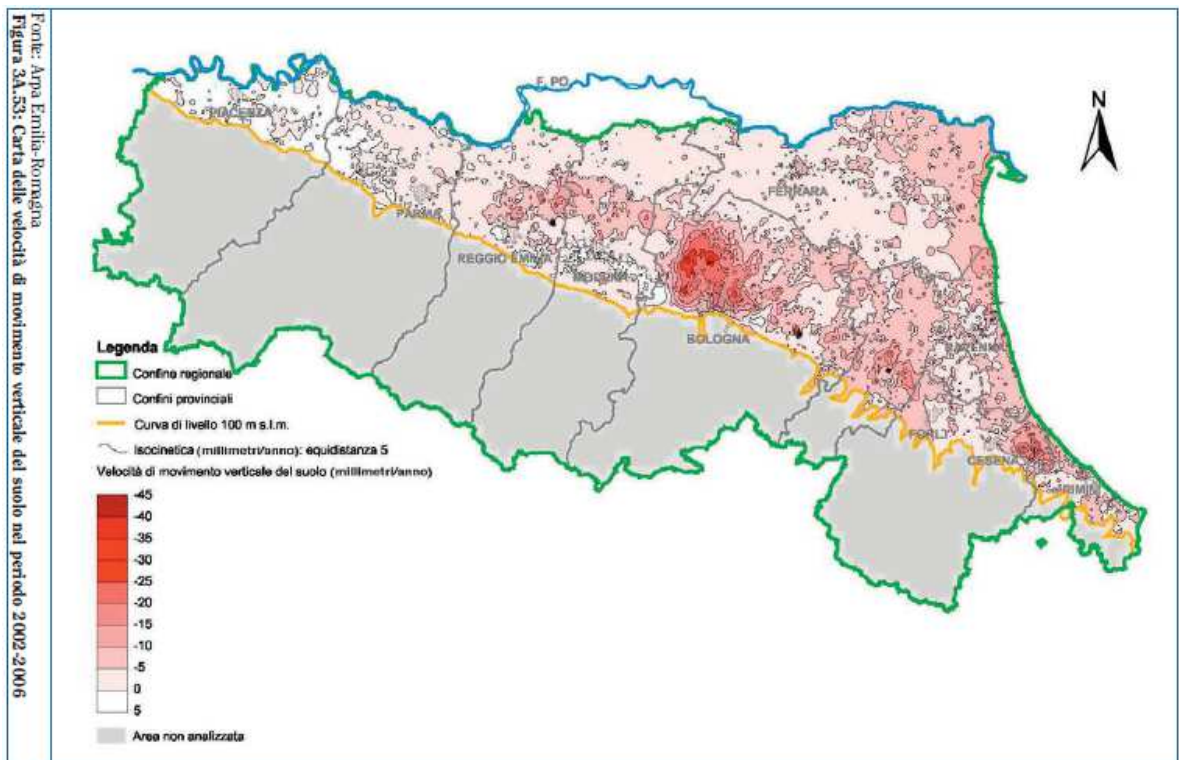 Fonte: Arpa Emilia-Romagna
Figura 3A.53: Carta delle velocità di movimento verticale del suolo nel periodo 2002-2006
F. PO
N
PIACENZA
PARMA
REGGIO EMILIA
MODENA
BOLOGNA
FERRARA
RAVENNA
FORLI'
CESENA
RIMINI
Legenda
Confine regionale
Confini provinciali
Curva di livello 100 m s.l.m.
Isocinetica (millimetri/anno): equidistanza 5
Velocità di movimento verticale del suolo (millimetri/anno)
-45
-40
-35
-30
-25
-20
-15
-10
-5
0
5
Area non analizzata